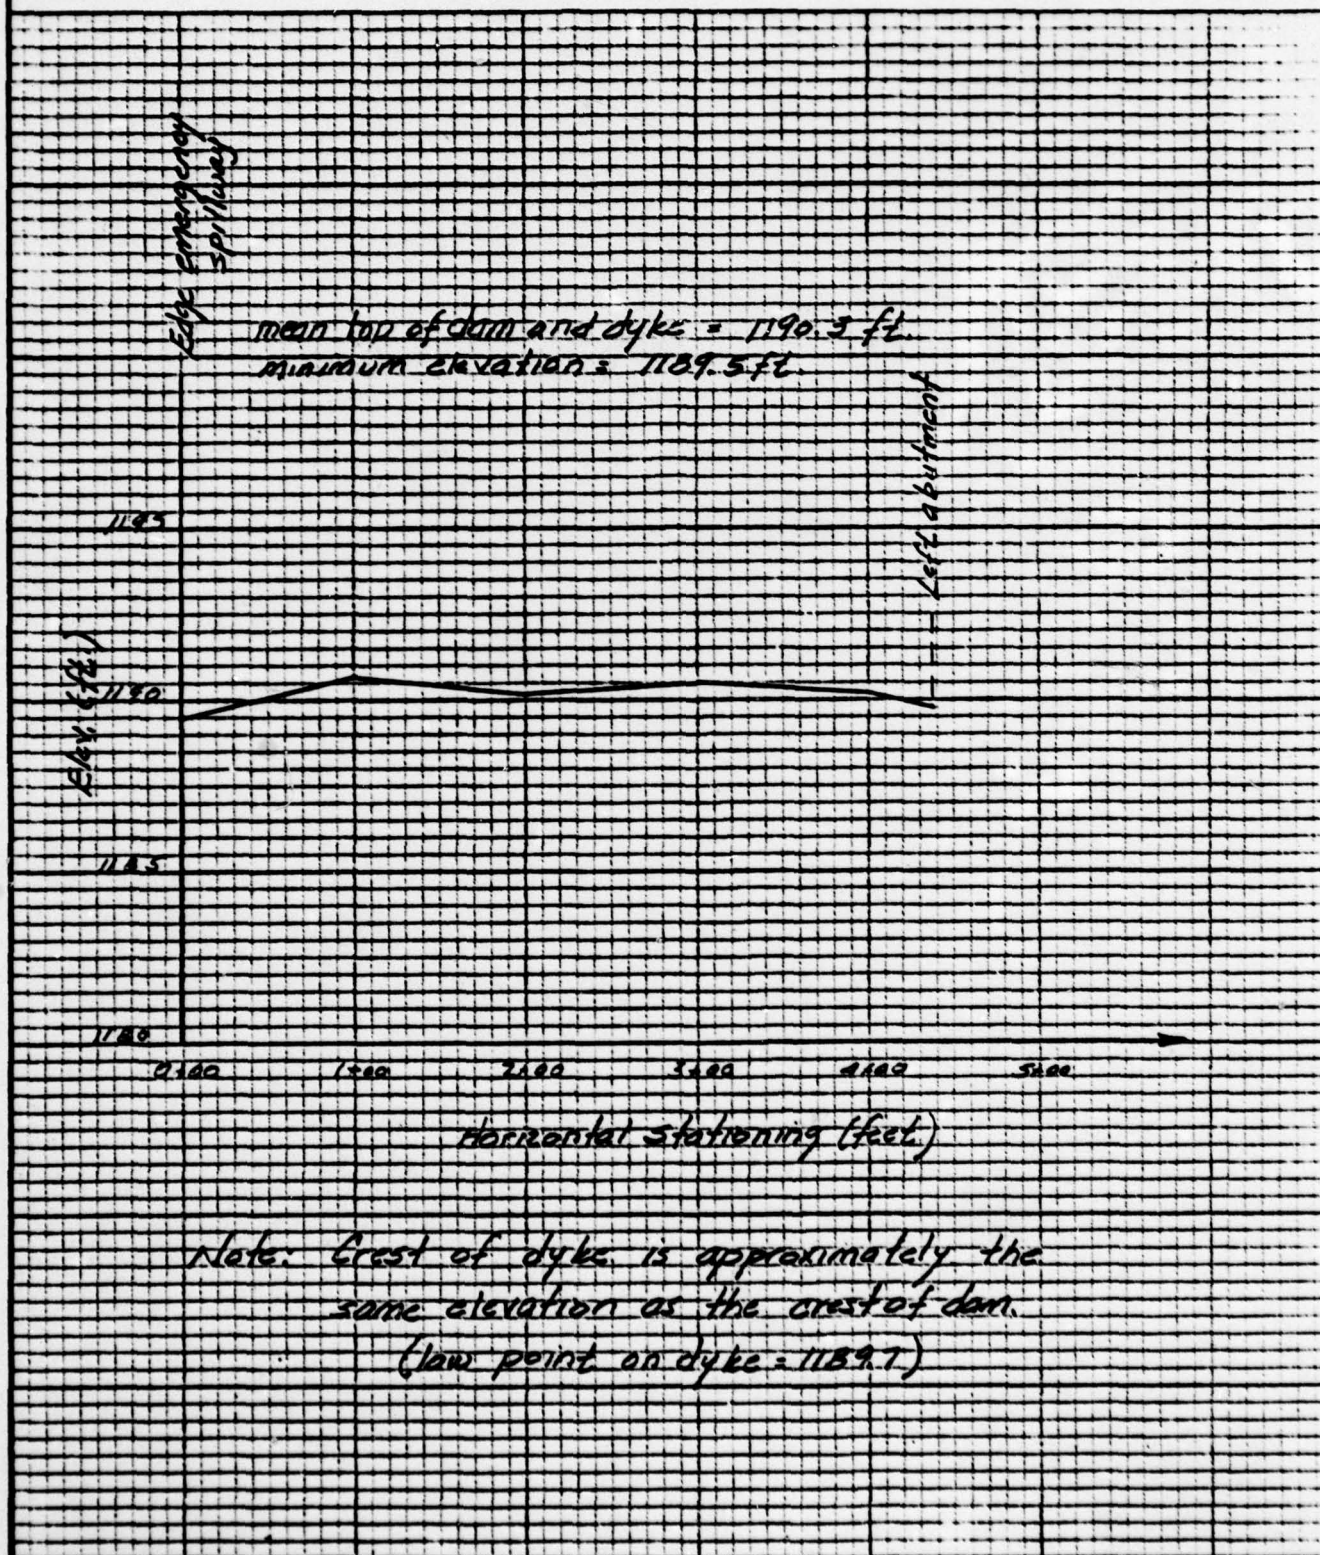 Edge emergency
spillway
mean top of dam and dyke = 1190.3 ft.
minimum elevation = 1189.5 ft.
Left abutment
1195
Elev. (ft.)
1190
1185
1180
0+00 1+00 2+00 3+00 4+00 5+00
Horizontal Stationing (feet)
Note: Crest of dyke is approximately the
same elevation as the crest of dam.
(low point on dyke = 1189.7)